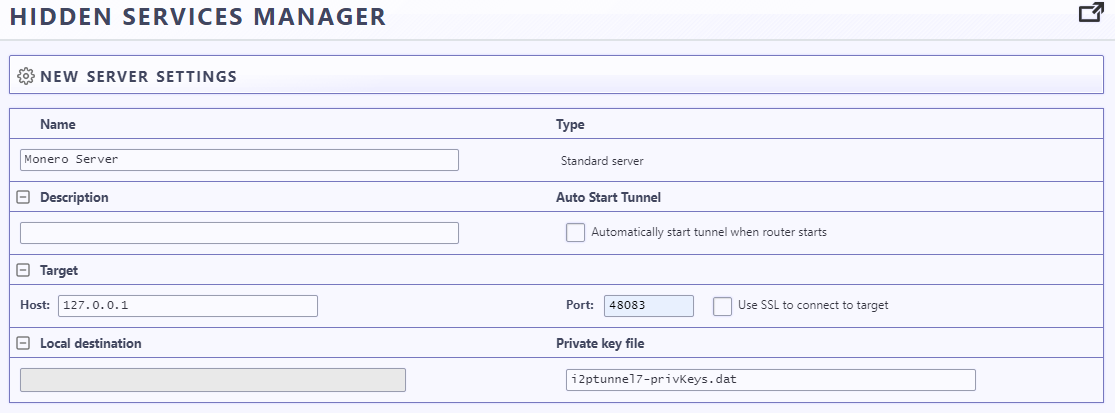 HIDDEN SERVICES MANAGER
NEW SERVER SETTINGS
Name Type
Monero Server Standard server
Description Auto Start Tunnel
Automatically start tunnel when router starts
Target
Host: 127.0.0.1 Port: 48083 Use SSL to connect to target
Local destination Private key file
i2ptunnel7-privKeys.dat